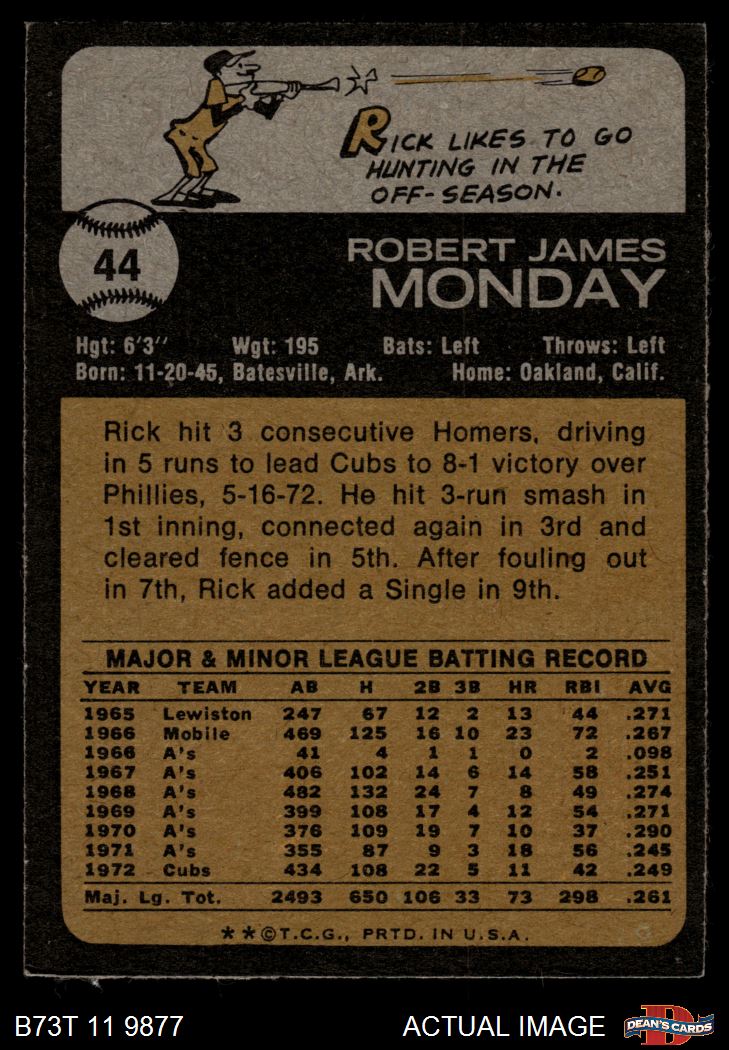 RICK LIKES TO GO
HUNTING IN THE
OFF-SEASON.
44
ROBERT JAMES
MONDAY
Hgt: 6'3" Wgt: 195 Bats: Left Throws: Left
Born: 11-20-45, Batesville, Ark. Home: Oakland, Calif.
Rick hit 3 consecutive Homers, driving
in 5 runs to lead Cubs to 8-1 victory over
Phillies, 5-16-72. He hit 3-run smash in
1st inning, connected again in 3rd and
cleared fence in 5th. After fouling out
in 7th, Rick added a Single in 9th.
MAJOR & MINOR LEAGUE BATTING RECORD
YEAR TEAM AB H 2B 3B HR RBI AVG
1965 Lewiston 247 67 12 2 13 44 .271
1966 Mobile 469 125 16 10 23 72 .267
1966 A's 41 4 1 1 0 2 .098
1967 A's 406 102 14 6 14 58 .251
1968 A's 482 132 24 7 8 49 .274
1969 A's 399 108 17 4 12 54 .271
1970 A's 376 109 19 7 10 37 .290
1971 A's 355 87 9 3 18 56 .245
1972 Cubs 434 108 22 5 11 42 .249
Maj. Lg. Tot. 2493 650 106 33 73 298 .261
**©T.C.G., PRTD. IN U.S.A.
B73T 11 9877 ACTUAL IMAGE
D
DEAN'S CARDS